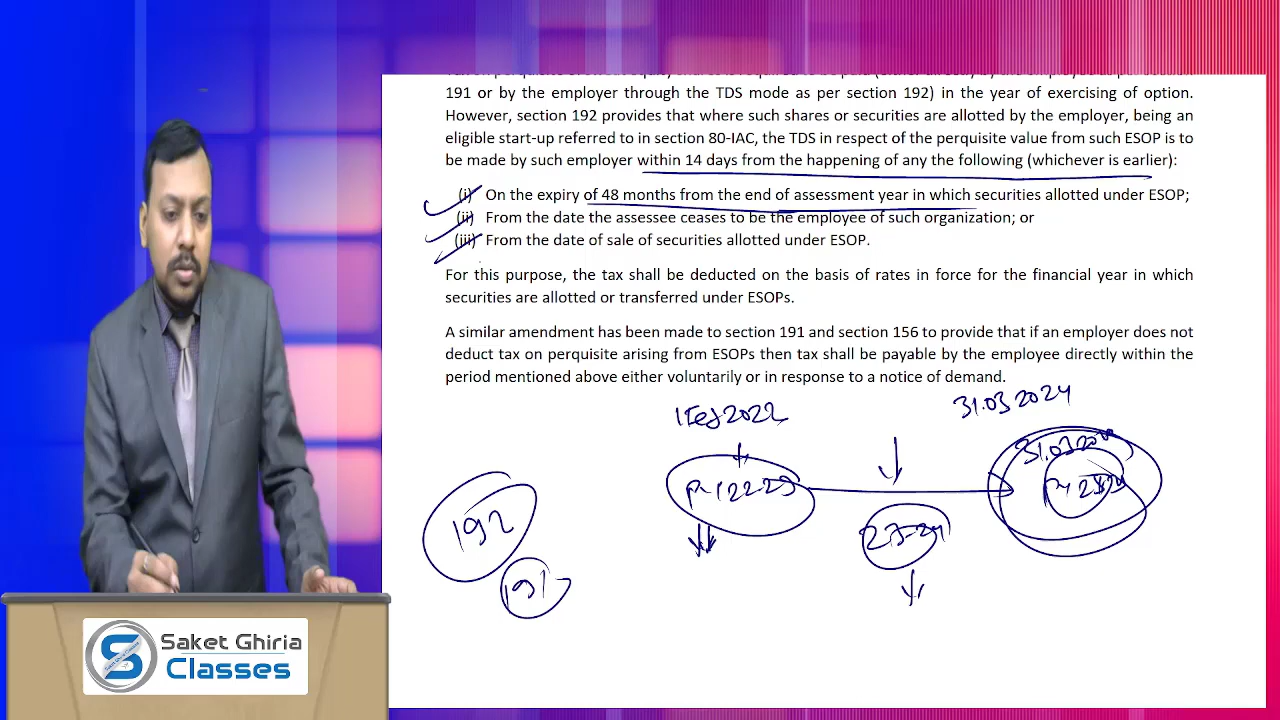 191 or by the employer through the TDS mode as per section 192) in the year of exercising of option.
However, section 192 provides that where such shares or securities are allotted by the employer, being an
eligible start-up referred to in section 80-IAC, the TDS in respect of the perquisite value from such ESOP is to
be made by such employer within 14 days from the happening of any the following (whichever is earlier):
(i) On the expiry of 48 months from the end of assessment year in which securities allotted under ESOP;
(ii) From the date the assessee ceases to be the employee of such organization; or
(iii) From the date of sale of securities allotted under ESOP.
For this purpose, the tax shall be deducted on the basis of rates in force for the financial year in which
securities are allotted or transferred under ESOPs.
A similar amendment has been made to section 191 and section 156 to provide that if an employer does not
deduct tax on perquisite arising from ESOPs then tax shall be payable by the employee directly within the
period mentioned above either voluntarily or in response to a notice of demand.
31.03 2024
1 Feb 2022
22-23
192
23-24
191
S
Saket Ghiria
Classes